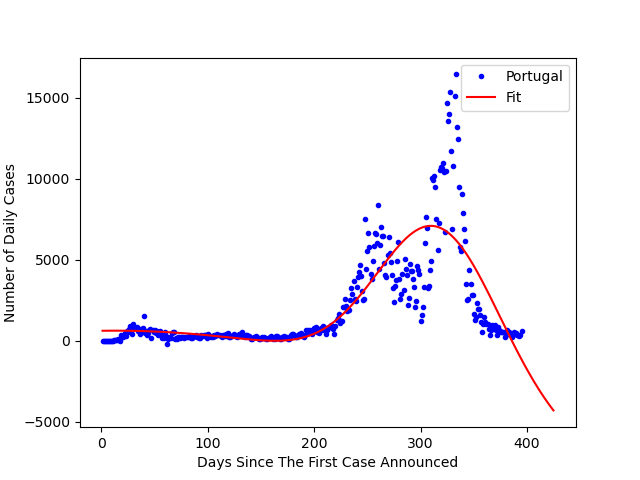 Portugal
Fit
Number of Daily Cases
15000
10000
5000
0
−5000
0 100 200 300 400
Days Since The First Case Announced